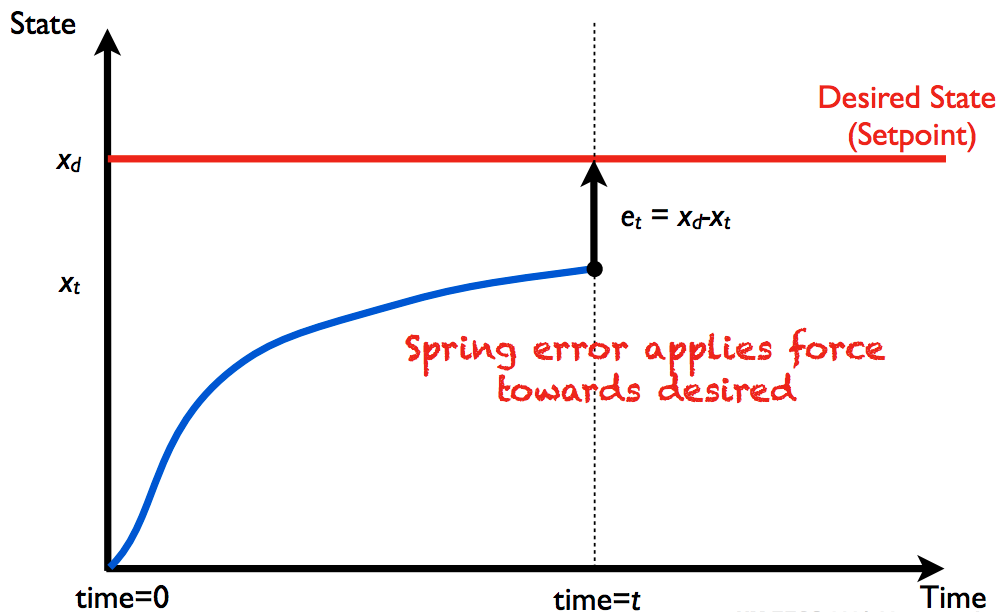 State
Desired State
(Setpoint)
xd
et = xd-xt
xt
Spring error applies force
towards desired
time=0
time=t
Time